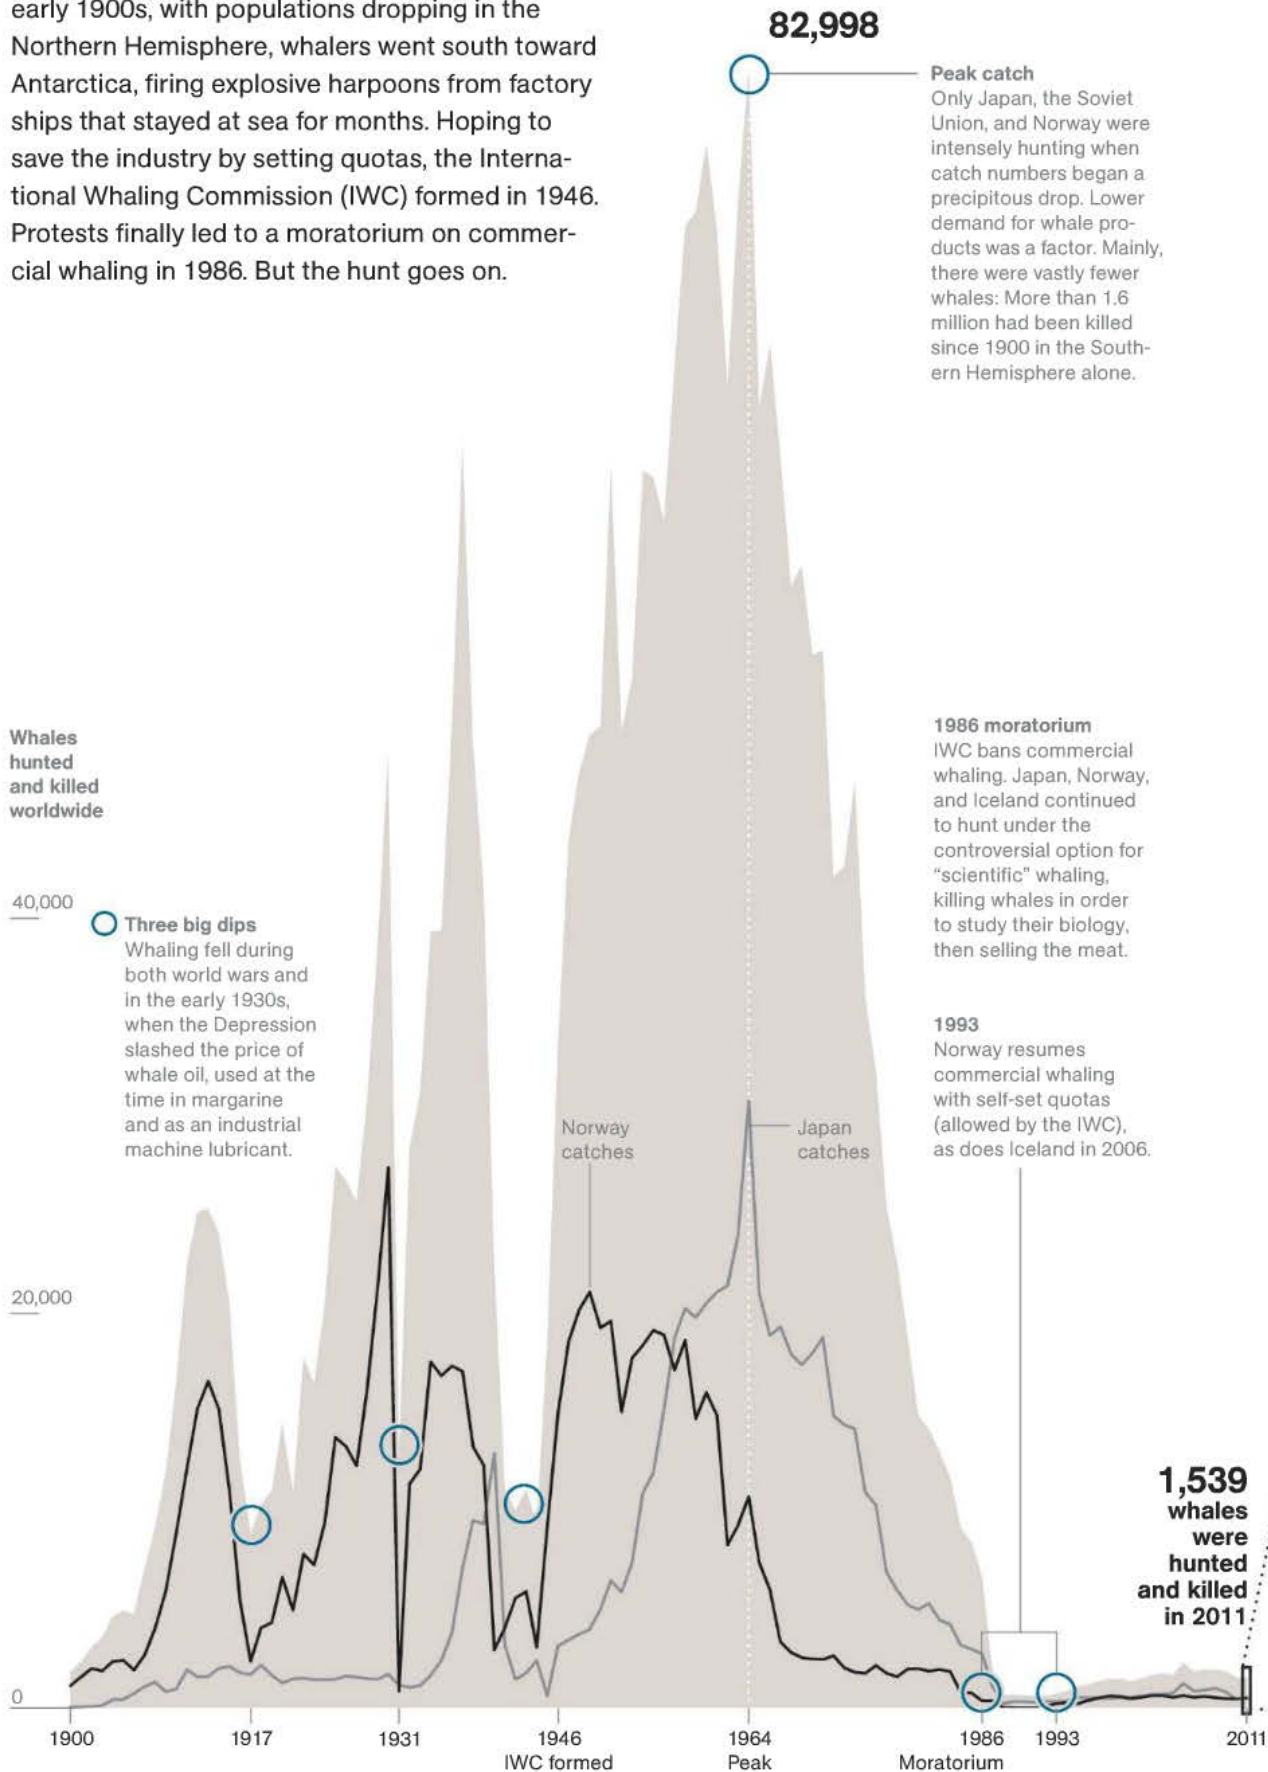 early 1900s, with populations dropping in the
Northern Hemisphere, whalers went south toward
Antarctica, firing explosive harpoons from factory
ships that stayed at sea for months. Hoping to
save the industry by setting quotas, the Interna-
tional Whaling Commission (IWC) formed in 1946.
Protests finally led to a moratorium on commer-
cial whaling in 1986. But the hunt goes on.
82,998
Peak catch
Only Japan, the Soviet
Union, and Norway were
intensely hunting when
catch numbers began a
precipitous drop. Lower
demand for whale pro-
ducts was a factor. Mainly,
there were vastly fewer
whales: More than 1.6
million had been killed
since 1900 in the South-
ern Hemisphere alone.
Whales
hunted
and killed
worldwide
40,000
Three big dips
Whaling fell during
both world wars and
in the early 1930s,
when the Depression
slashed the price of
whale oil, used at the
time in margarine
and as an industrial
machine lubricant.
1986 moratorium
IWC bans commercial
whaling. Japan, Norway,
and Iceland continued
to hunt under the
controversial option for
“scientific” whaling,
killing whales in order
to study their biology,
then selling the meat.
1993
Norway resumes
commercial whaling
with self-set quotas
(allowed by the IWC),
as does Iceland in 2006.
Norway
catches
Japan
catches
20,000
1,539
whales
were
hunted
and killed
in 2011
0
1900
1917
1931
1946
IWC formed
1964
Peak
1986
Moratorium
1993
2011